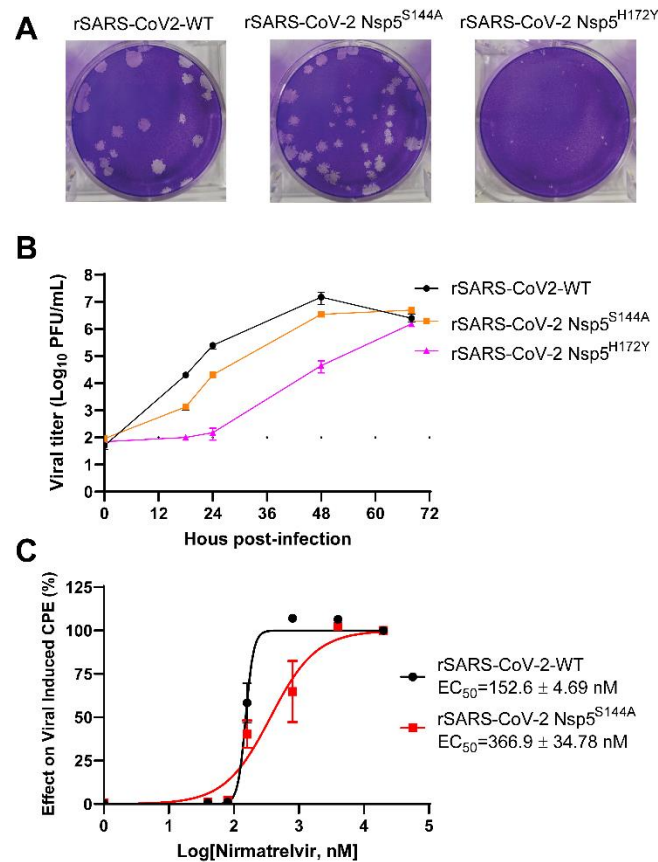 A
rSARS-CoV2-WT
rSARS-CoV-2 Nsp5S144A
rSARS-CoV-2 Nsp5H172Y
B
Viral titer (Log10 PFU/mL)
8
7
6
5
4
3
2
1
0
0 12 24 36 48 60 72
Hous post-infection
rSARS-CoV2-WT
rSARS-CoV-2 Nsp5S144A
rSARS-CoV-2 Nsp5H172Y
C
Effect on Viral Induced CPE (%)
125
100
75
50
25
0
0 1 2 3 4 5
Log[Nirmatrelvir, nM]
rSARS-CoV-2-WT
EC50=152.6 ± 4.69 nM
rSARS-CoV-2 Nsp5S144A
EC50=366.9 ± 34.78 nM